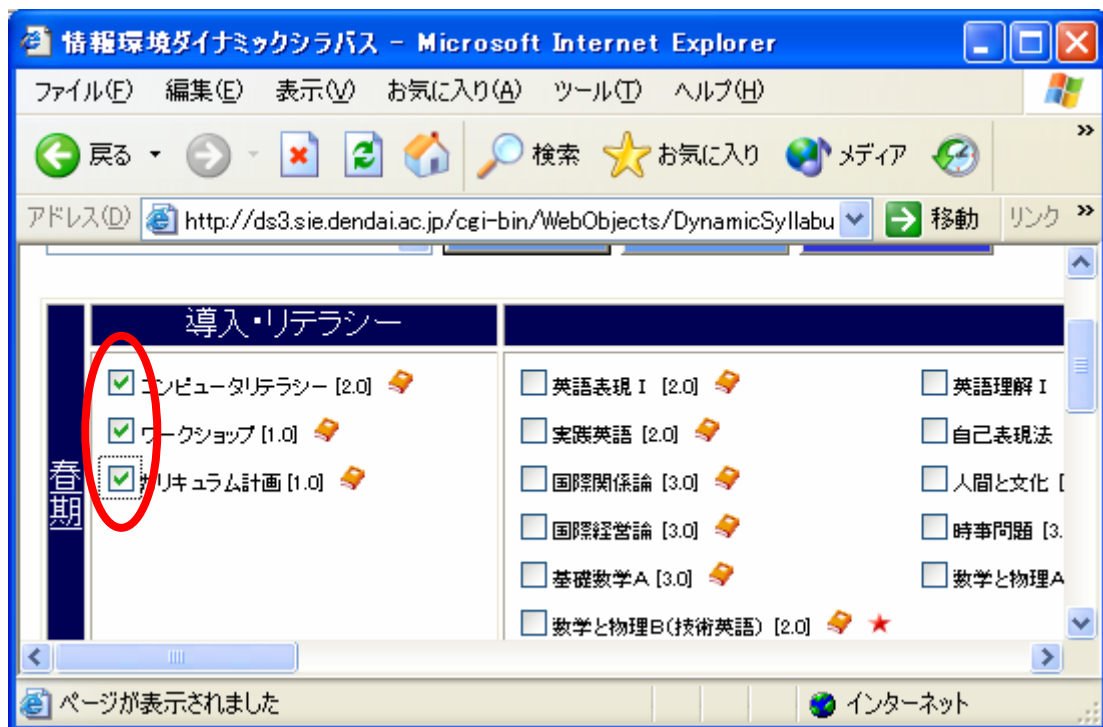 情報環境ダイナミックシラバス - Microsoft Internet Explorer
ファイル(F) 編集(E) 表示(V) お気に入り(A) ツール(T) ヘルプ(H)
戻る 検索 お気に入り メディア »
アドレス(D) http://ds3.sie.dendai.ac.jp/cgi-bin/WebObjects/DynamicSyllabu 移動 リンク »
導入・リテラシー
春期
コンピュータリテラシー [2.0] 英語表現 I [2.0] 英語理解 I
ワークショップ [1.0] 実践英語 [2.0] 自己表現法
カリキュラム計画 [1.0] 国際関係論 [3.0] 人間と文化 [
国際経営論 [3.0] 時事問題 [3.
基礎数学A [3.0] 数学と物理A
数学と物理B(技術英語) [2.0] ★
ページが表示されました インターネット